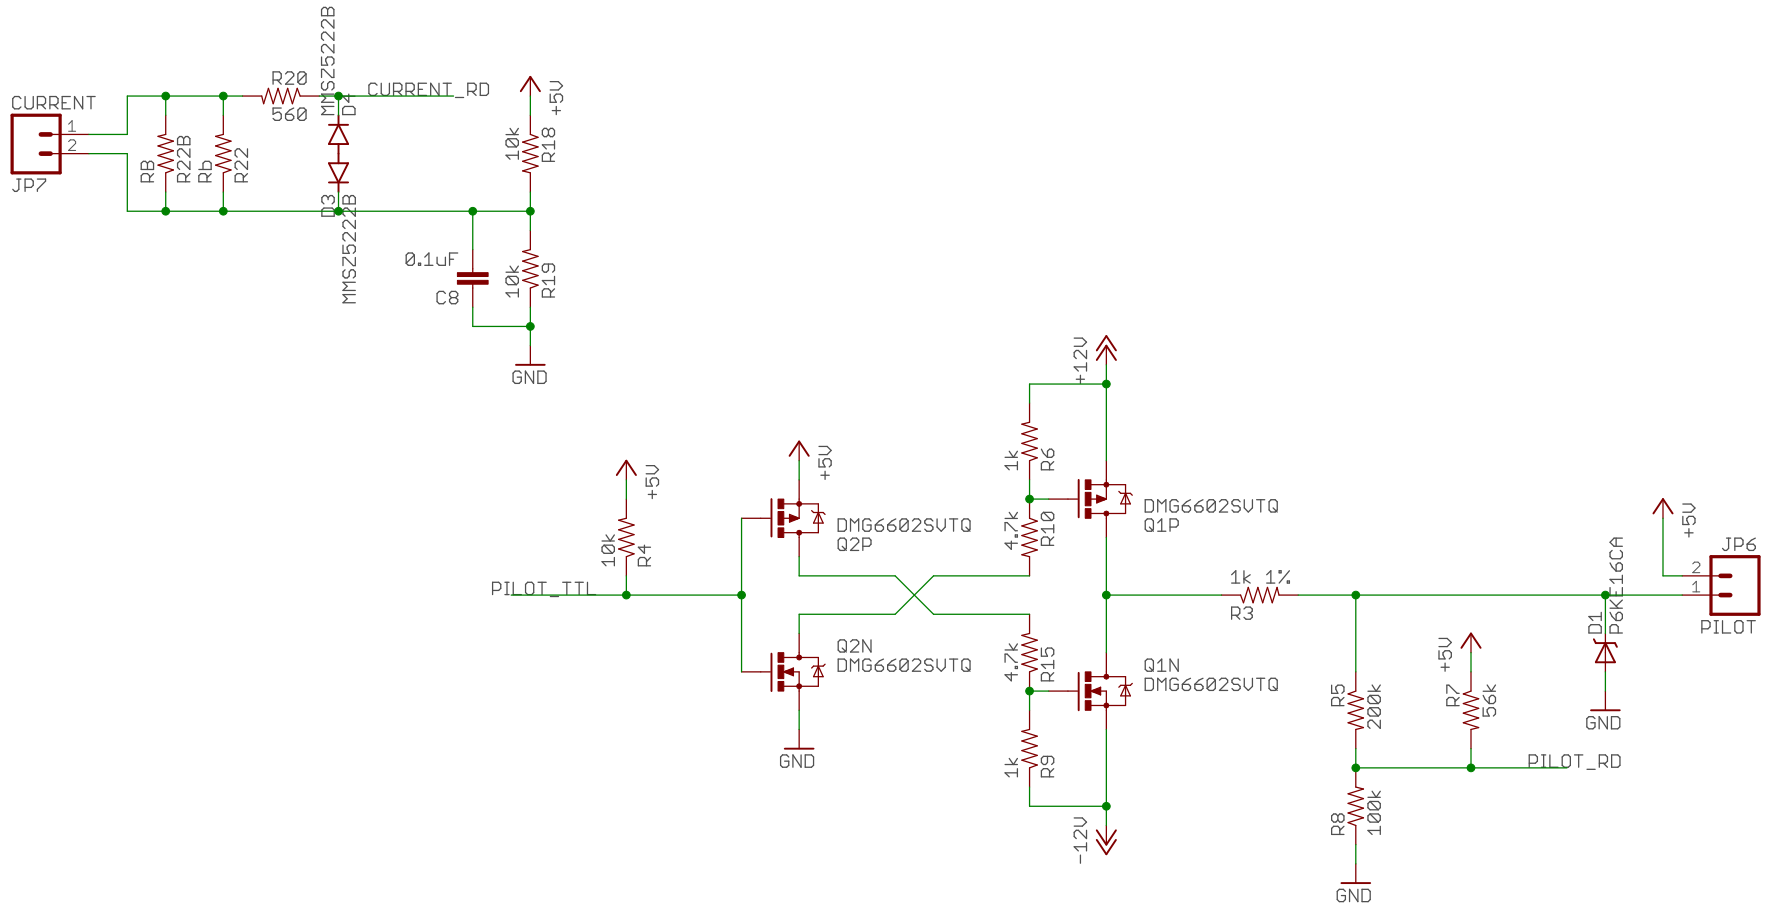 CURRENT
1
2
JP7
RB
R22B
Rb
R22
R20
560
MMSZ5222B
D4
CURRENT_RD
D3
MMSZ5222B
+5V
10k
R18
0.1uF
C8
10k
R19
GND
+12V
1k
R6
4.7k
R10
DMG6602SVTQ
Q1P
+5V
10k
R4
PILOT_TTL
+5V
DMG6602SVTQ
Q2P
Q2N
DMG6602SVTQ
GND
4.7k
R15
1k
R9
Q1N
DMG6602SVTQ
-12V
1k 1%
R3
R5
200k
+5V
R7
56k
PILOT_RD
R8
100k
GND
D1
P6KE16CA
GND
+5V
JP6
2
1
PILOT